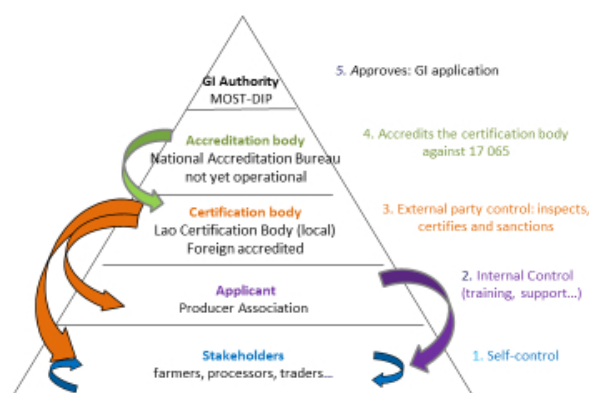 GI Authority
MOST-DIP
5. Approves: GI application
Accreditation body
National Accreditation Bureau
not yet operational
4. Accredits the certification body
against 17 065
Certification body
Lao Certification Body (local)
Foreign accredited
3. External party control: inspects,
certifies and sanctions
Applicant
Producer Association
2. Internal Control
(training, support...)
Stakeholders
farmers, processors, traders...
1. Self-control